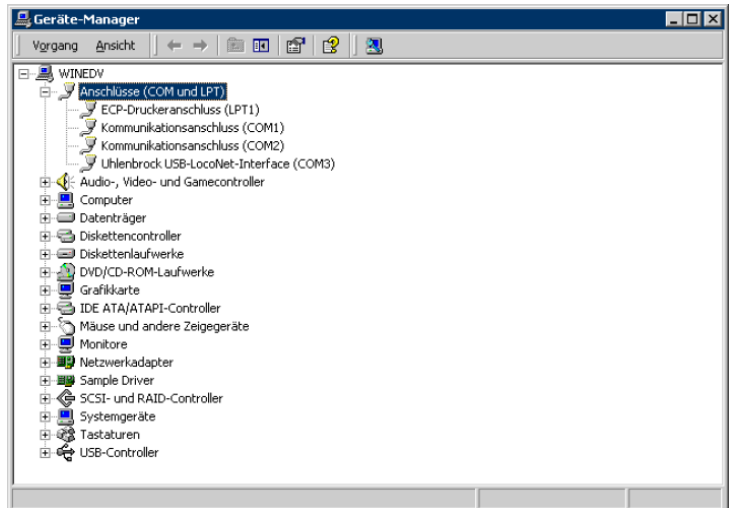 Geräte-Manager
Vorgang Ansicht
WINEDV
Anschlüsse (COM und LPT)
ECP-Druckeranschluss (LPT1)
Kommunikationsanschluss (COM1)
Kommunikationsanschluss (COM2)
Uhlenbrock USB-LocoNet-Interface (COM3)
Audio-, Video- und Gamecontroller
Computer
Datenträger
Diskettencontroller
Diskettenlaufwerke
DVD/CD-ROM-Laufwerke
Grafikkarte
IDE ATA/ATAPI-Controller
Mäuse und andere Zeigegeräte
Monitore
Netzwerkadapter
Sample Driver
SCSI- und RAID-Controller
Systemgeräte
Tastaturen
USB-Controller